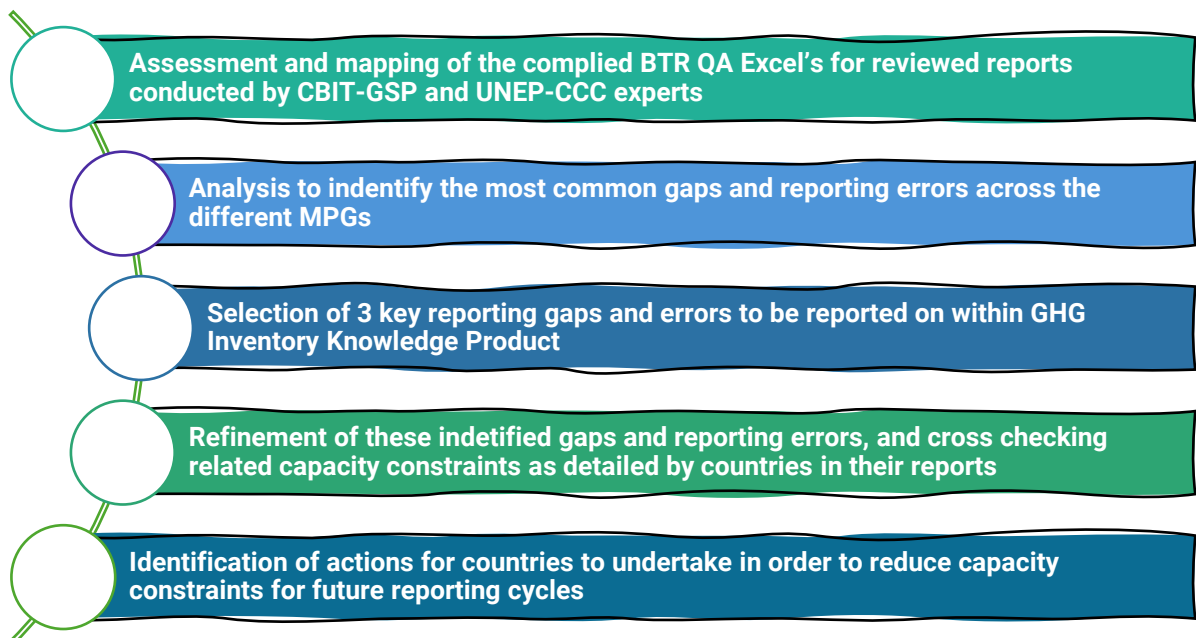 Assessment and mapping of the complied BTR QA Excel's for reviewed reports
conducted by CBIT-GSP and UNEP-CCC experts
Analysis to indentify the most common gaps and reporting errors across the
different MPGs
Selection of 3 key reporting gaps and errors to be reported on within GHG
Inventory Knowledge Product
Refinement of these indetified gaps and reporting errors, and cross checking
related capacity constraints as detailed by countries in their reports
Identification of actions for countries to undertake in order to reduce capacity
constraints for future reporting cycles